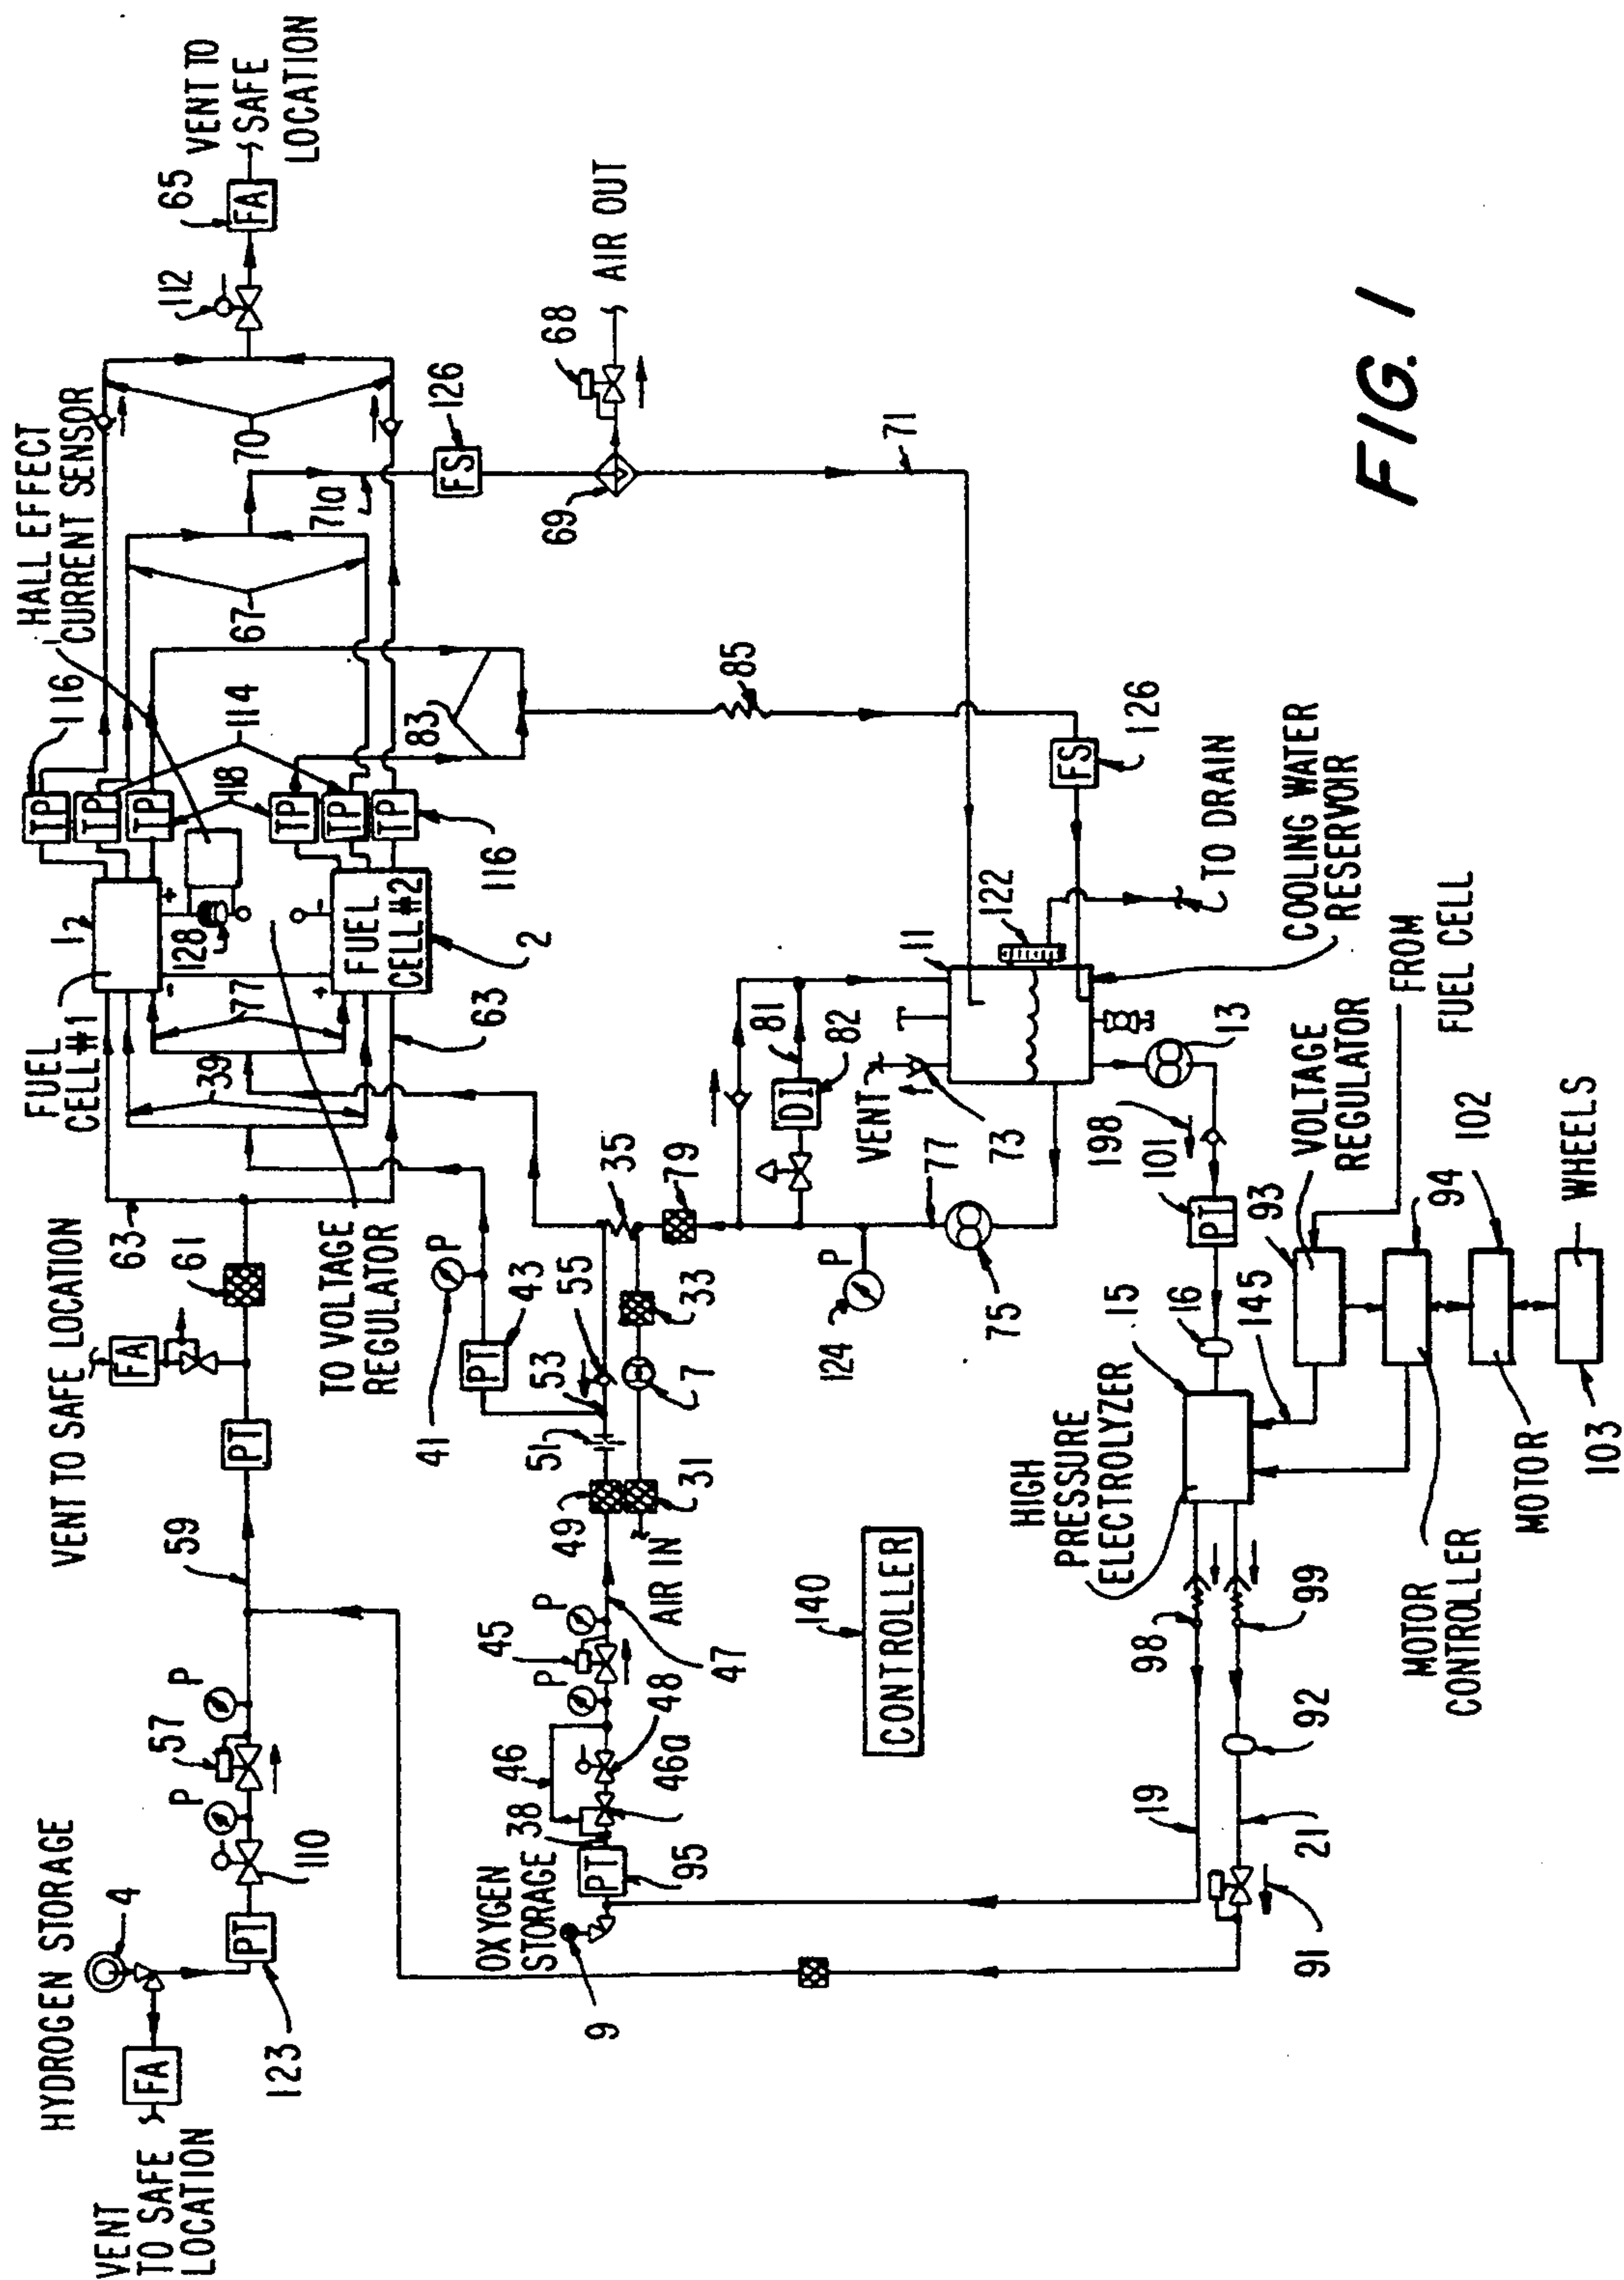 VENT
TO SAFE
LOCATION
HYDROGEN STORAGE
4
FA
PT
123
110
P
57
P
59
VENT TO SAFE LOCATION
FA
PT
61
63
FUEL
CELL #1
1
2
39
77
128
+
-
+
-
FUEL
CELL #2
2
63
HALL EFFECT
CURRENT SENSOR
116
TP
TP
TP
TP
TP
TP
114
118
116
83
67
70
71a
112
65
FA
VENT TO
SAFE
LOCATION
FS
126
68
69
AIR OUT
71
85
FS
126
TO DRAIN
COOLING WATER
RESERVOIR
122
11
TO VOLTAGE
REGULATOR
41
P
PT
43
35
79
33
55
53
51
7
31
49
AIR IN
47
45
P
P
48
46
46a
38
OXYGEN
STORAGE
PT
95
9
124
P
75
77
VENT
73
DI
82
81
13
198
101
PT
16
15
145
HIGH
PRESSURE
ELECTROLYZER
VOLTAGE
REGULATOR
FROM
FUEL CELL
93
94
102
WHEELS
103
MOTOR
MOTOR
CONTROLLER
140
CONTROLLER
98
99
92
19
21
91
FIG. 1